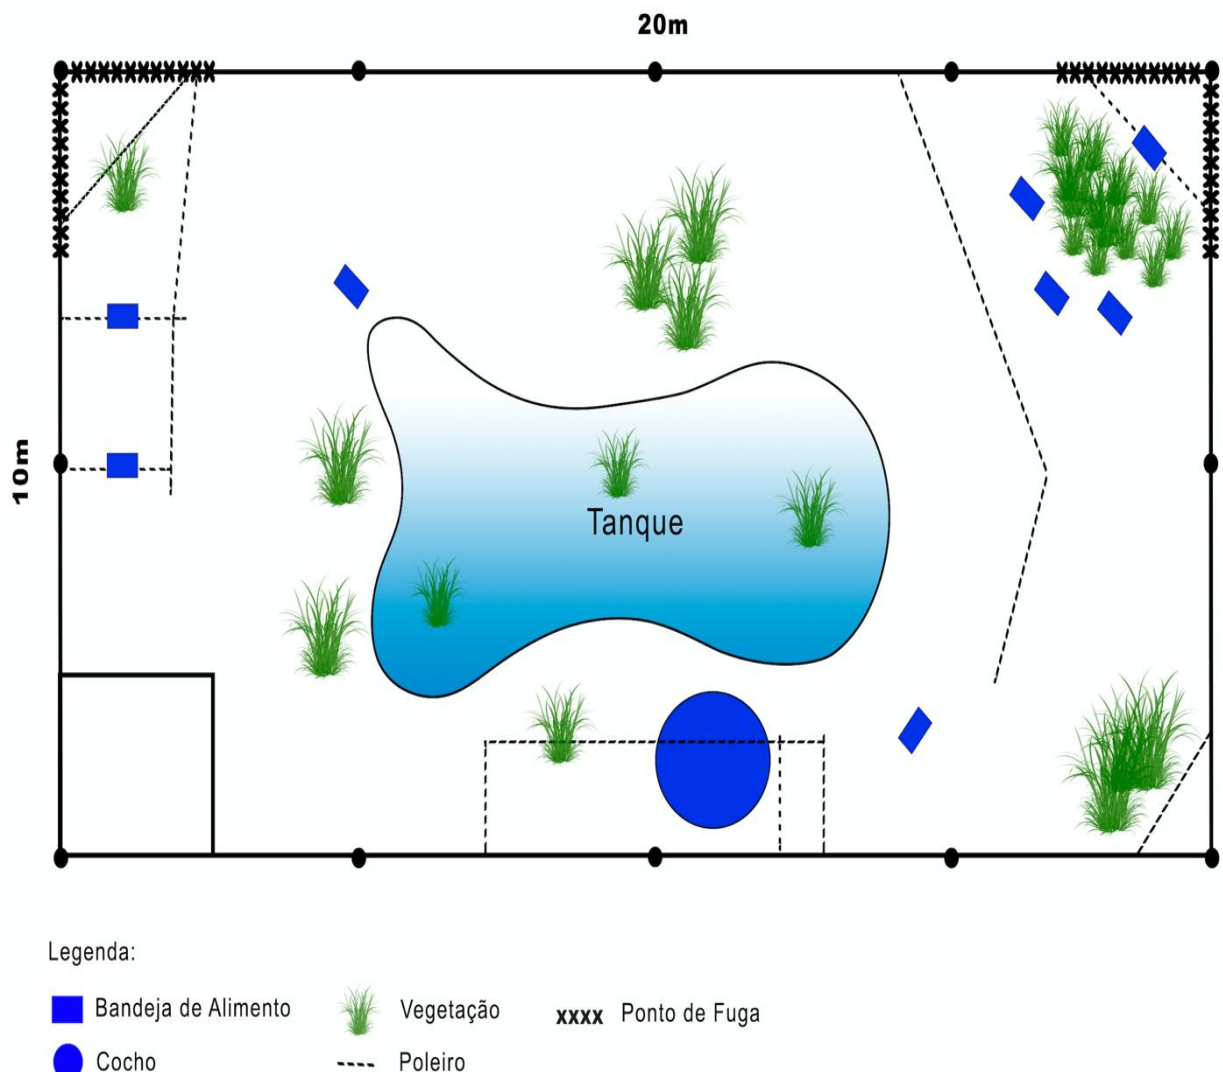 20m
10m
Tanque
Legenda:
Bandeja de Alimento
Vegetação
xxxx Ponto de Fuga
Cocho
Poleiro